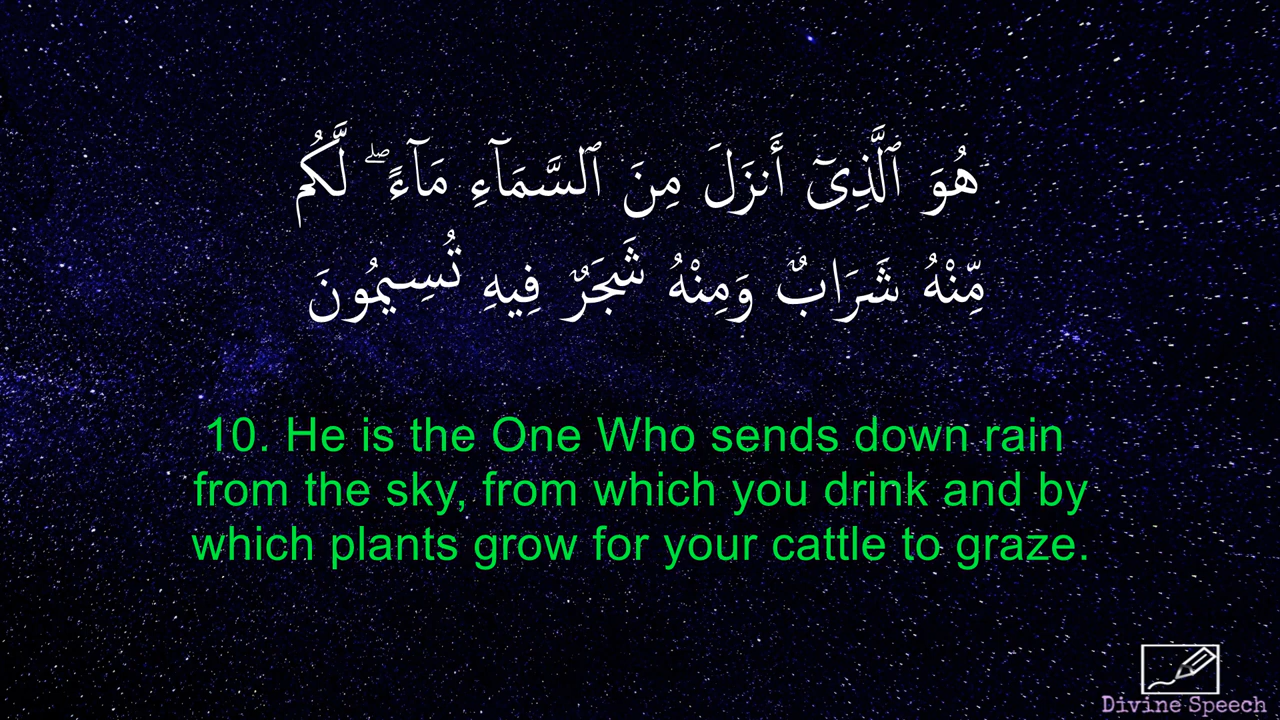 هُوَ ٱلَّذِىٓ أَنزَلَ مِنَ ٱلسَّمَآءِ مَآءًۖ لَّكُم
مِّنْهُ شَرَابٌ وَمِنْهُ شَجَرٌ فِيهِ تُسِيمُونَ
10. He is the One Who sends down rain
from the sky, from which you drink and by
which plants grow for your cattle to graze.
Divine Speech